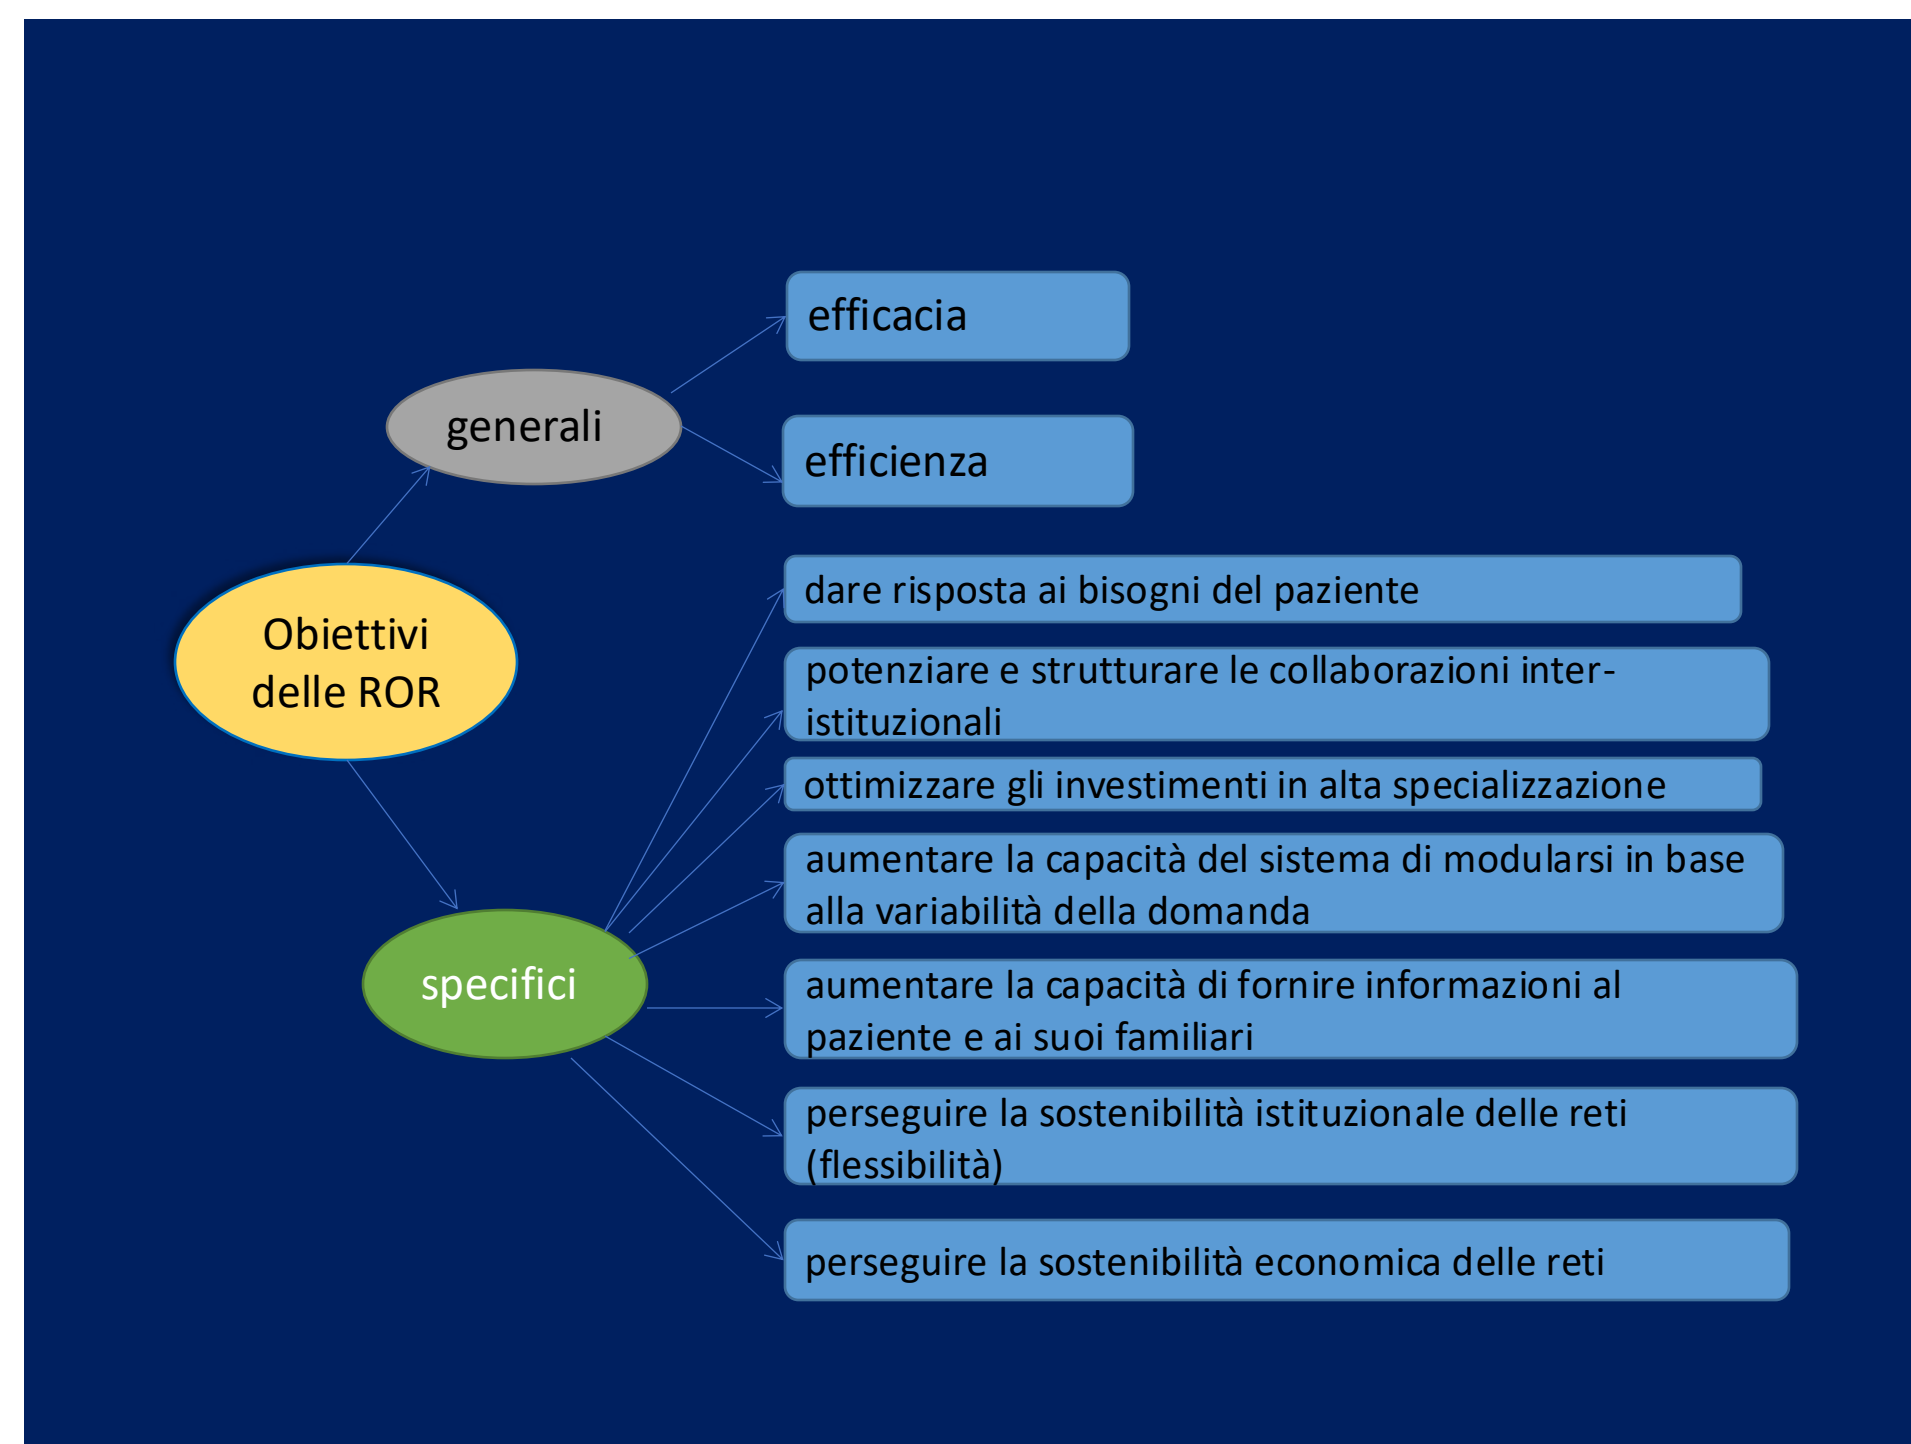 efficacia
generali
efficienza
Obiettivi
delle ROR
dare risposta ai bisogni del paziente
potenziare e strutturare le collaborazioni inter-
istituzionali
ottimizzare gli investimenti in alta specializzazione
aumentare la capacità del sistema di modularsi in base
alla variabilità della domanda
specifici
aumentare la capacità di fornire informazioni al
paziente e ai suoi familiari
perseguire la sostenibilità istituzionale delle reti
(flessibilità)
perseguire la sostenibilità economica delle reti